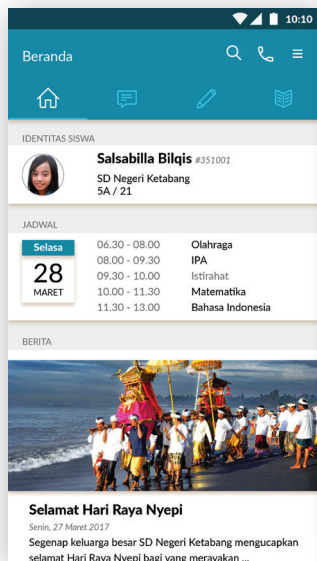 10:10
Beranda
IDENTITAS SISWA
Salsabilla Bilqis #351001
SD Negeri Ketabang
5A / 21
JADWAL
Selasa
28
MARET
06.30 - 08.00 Olahraga
08.00 - 09.30 IPA
09.30 - 10.00 Istirahat
10.00 - 11.30 Matematika
11.30 - 13.00 Bahasa Indonesia
BERITA
Selamat Hari Raya Nyepi
Senin, 27 Maret 2017
Segenap keluarga besar SD Negeri Ketabang mengucapkan
selamat Hari Raya Nyepi bagi yang merayakan ...